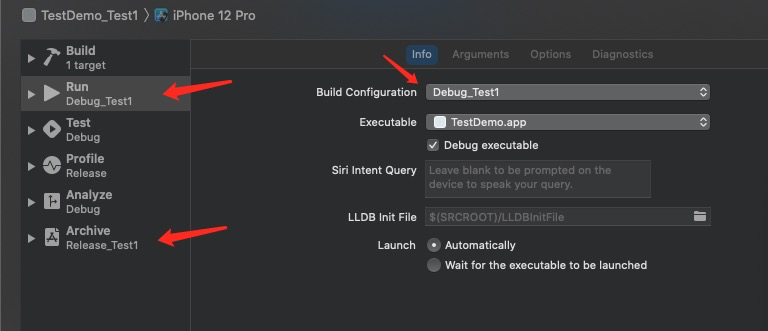 TestDemo_Test1 〉 iPhone 12 Pro
Build
1 target
Run
Debug_Test1
Test
Debug
Profile
Release
Analyze
Debug
Archive
Release_Test1
Info Arguments Options Diagnostics
Build Configuration Debug_Test1
Executable TestDemo.app
Debug executable
Siri Intent Query Leave blank to be prompted on the
device to speak your query.
LLDB Init File $(SRCROOT)/LLDBInitFile
Launch Automatically
Wait for the executable to be launched